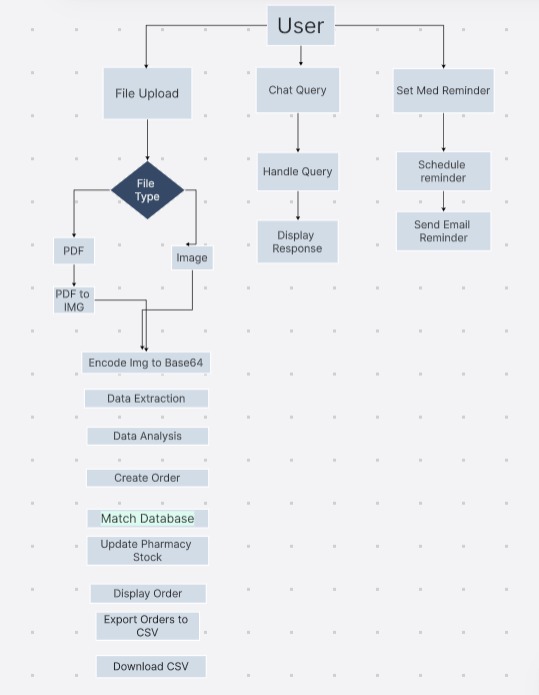 User
File Upload
Chat Query
Set Med Reminder
File
Type
Handle Query
Schedule
reminder
PDF
Image
Display
Response
Send Email
Reminder
PDF to
IMG
Encode Img to Base64
Data Extraction
Data Analysis
Create Order
Match Database
Update Pharmacy
Stock
Display Order
Export Orders to
CSV
Download CSV